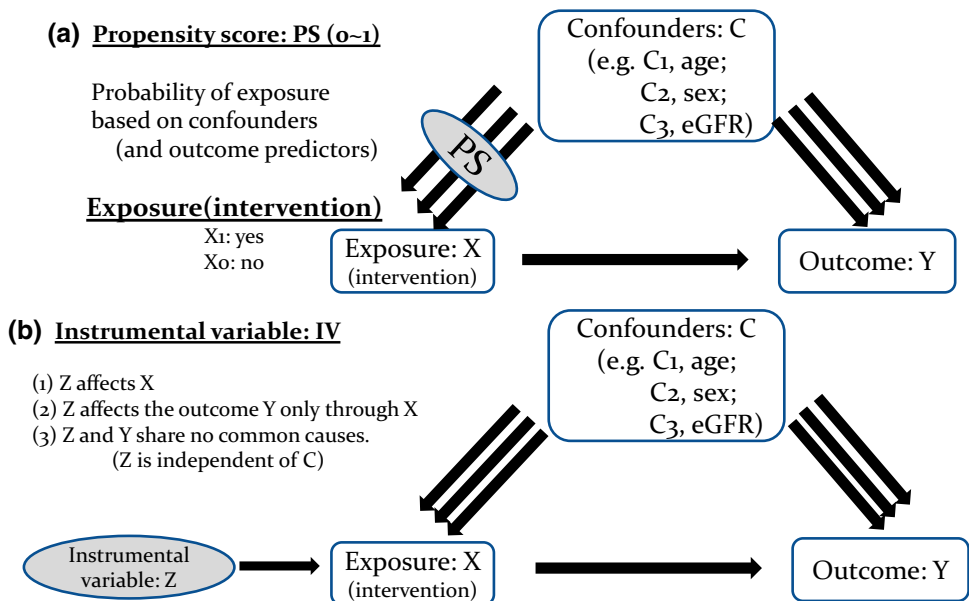 (a) Propensity score: PS (0~1)
Probability of exposure
based on confounders
(and outcome predictors)
Exposure(intervention)
X1: yes
X0: no
Confounders: C
(e.g. C1, age;
C2, sex;
C3, eGFR)
PS
Exposure: X
(intervention)
Outcome: Y
(b) Instrumental variable: IV
(1) Z affects X
(2) Z affects the outcome Y only through X
(3) Z and Y share no common causes.
(Z is independent of C)
Confounders: C
(e.g. C1, age;
C2, sex;
C3, eGFR)
Instrumental
variable: Z
Exposure: X
(intervention)
Outcome: Y